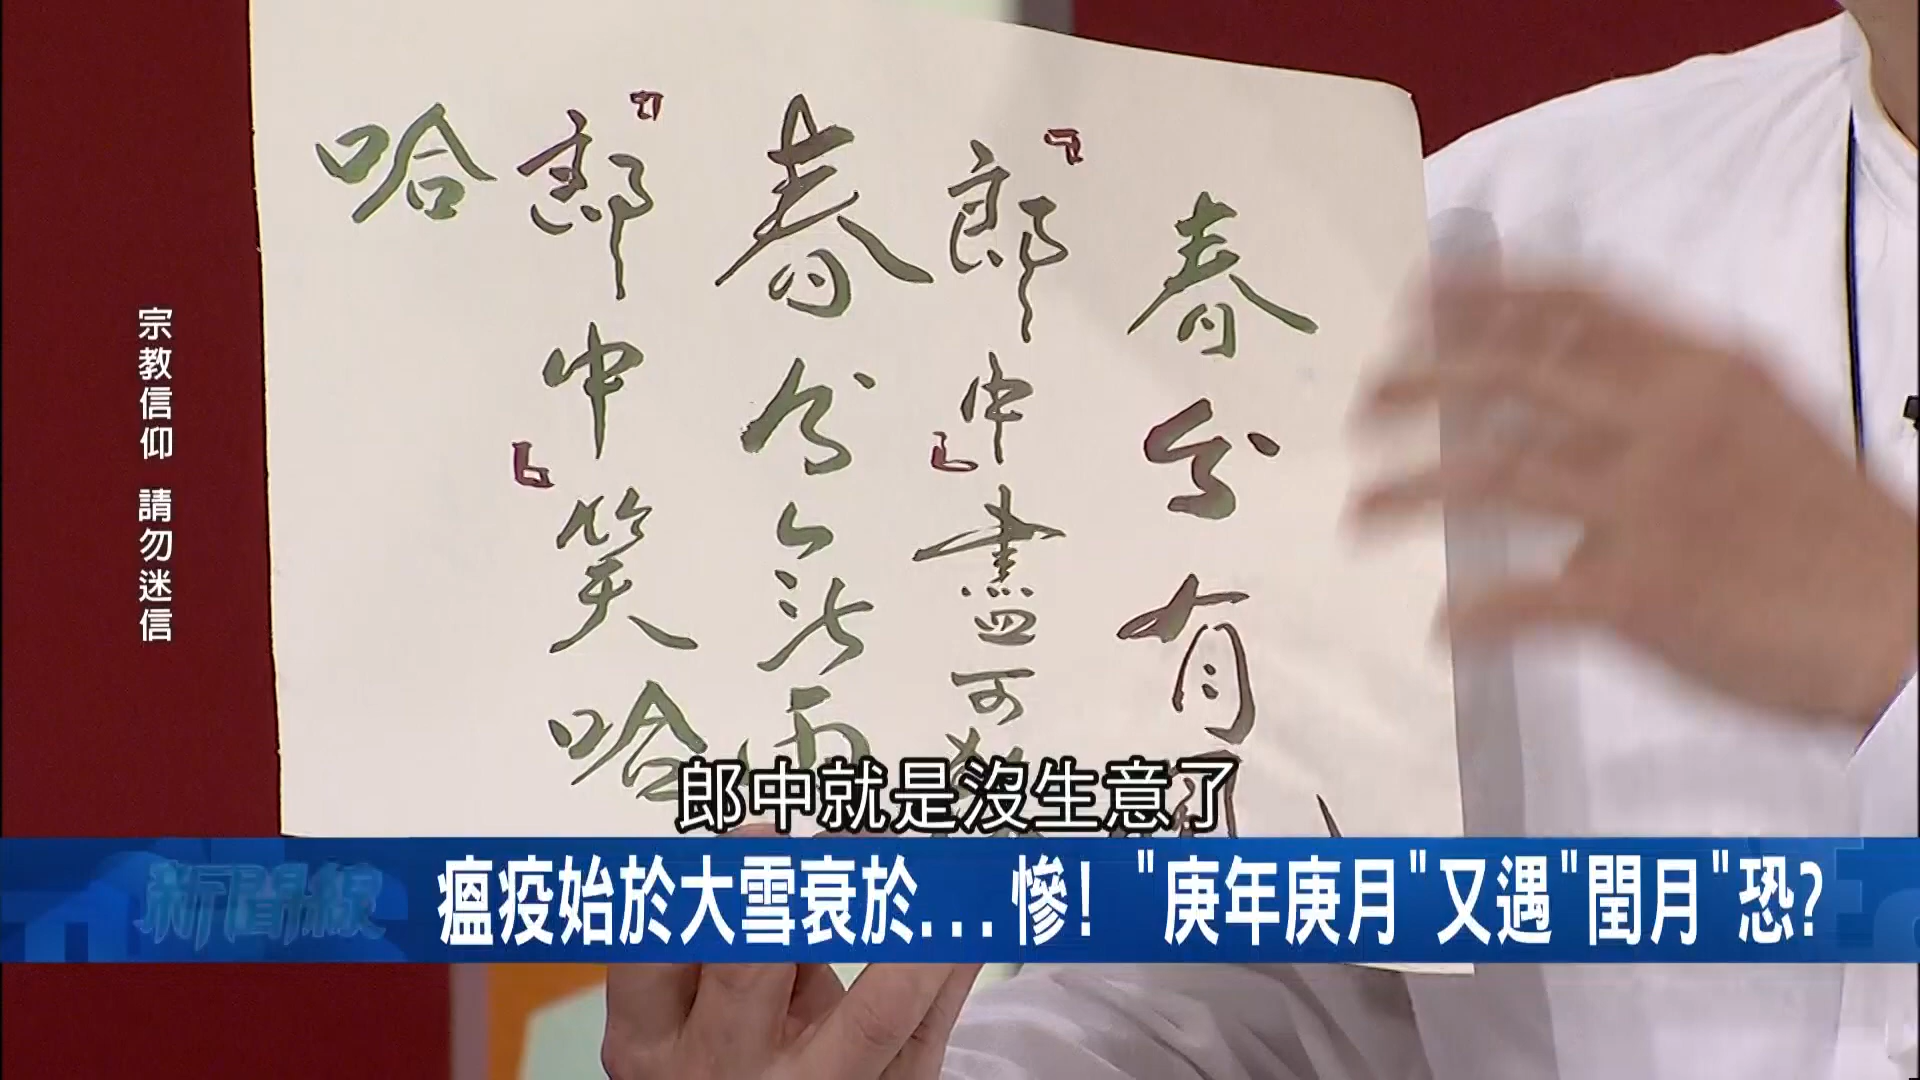 春分有
「郎中」盡可
春分無雨
「郎中」笑哈
哈
宗教信仰 請勿迷信
郎中就是沒生意了
新聞線
瘟疫始於大雪衰於...慘! "庚年庚月"又遇"閏月"恐?